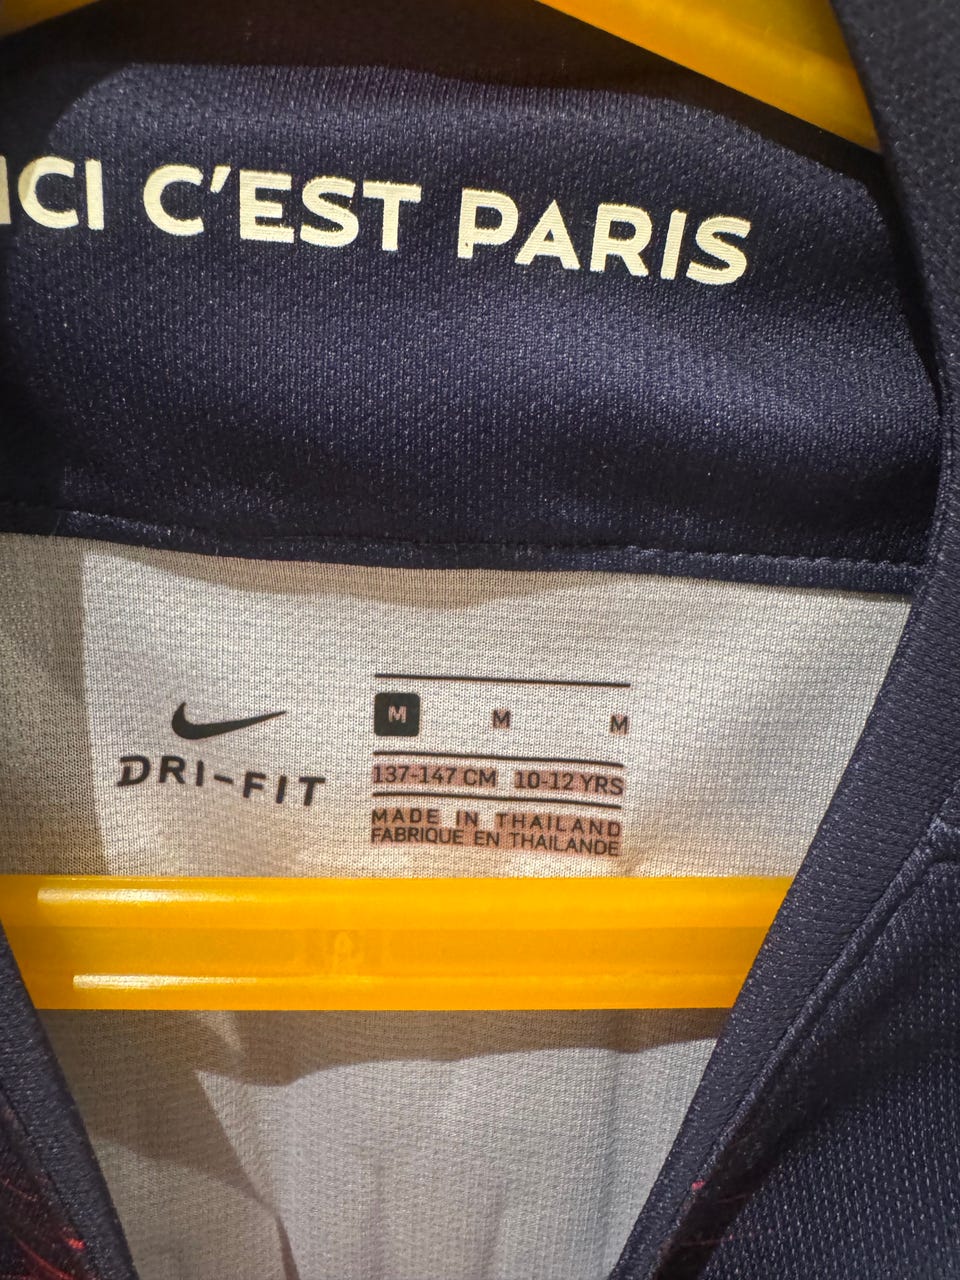 ICI C'EST PARIS
DRI-FIT
M M M
137-147 CM 10-12 YRS
MADE IN THAILAND
FABRIQUE EN THAILANDE